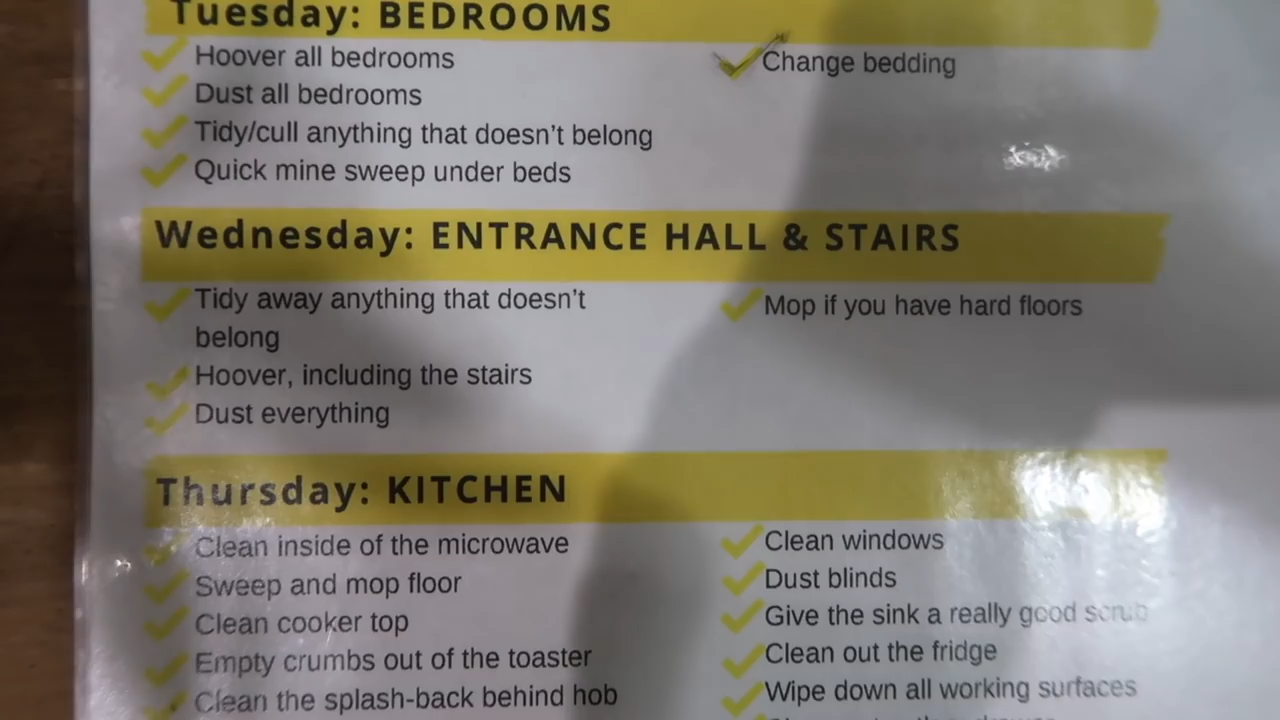 Tuesday: BEDROOMS
Hoover all bedrooms
Dust all bedrooms
Tidy/cull anything that doesn't belong
Quick mine sweep under beds
Change bedding
Wednesday: ENTRANCE HALL & STAIRS
Tidy away anything that doesn't
belong
Hoover, including the stairs
Dust everything
Mop if you have hard floors
Thursday: KITCHEN
Clean inside of the microwave
Sweep and mop floor
Clean cooker top
Empty crumbs out of the toaster
Clean the splash-back behind hob
Clean windows
Dust blinds
Give the sink a really good scrub
Clean out the fridge
Wipe down all working surfaces